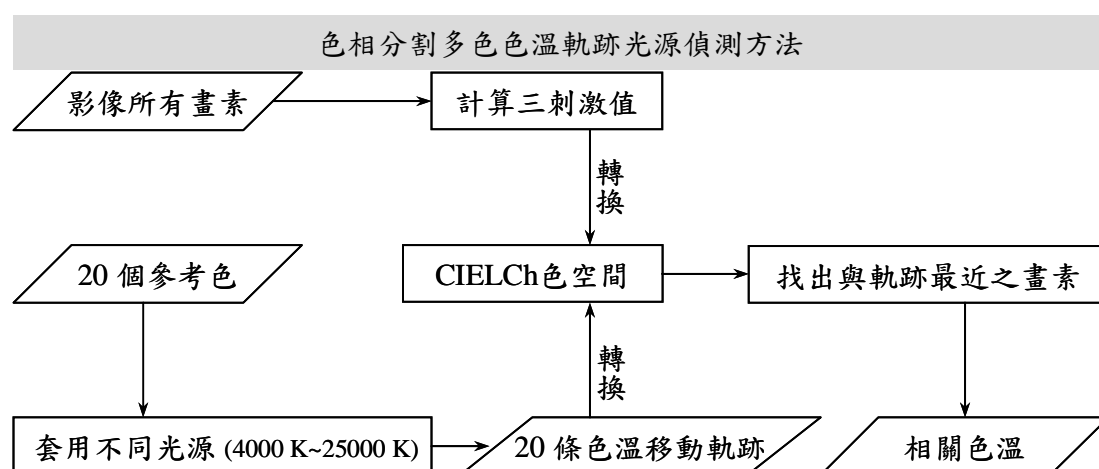 色相分割多色色溫軌跡光源偵測方法
影像所有畫素
計算三刺激值
轉換
20 個參考色
CIELCh色空間
找出與軌跡最近之畫素
轉換
套用不同光源 (4000 K~25000 K)
20 條色溫移動軌跡
相關色溫